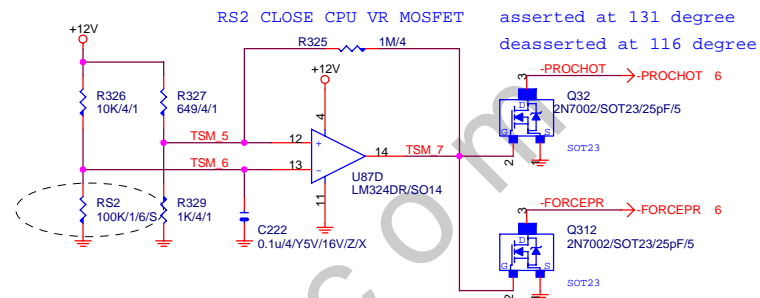 RS2 CLOSE CPU VR MOSFET
asserted at 131 degree
deasserted at 116 degree
+12V
R325
1M/4
+12V
-PROCHOT
-PROCHOT 6
R326
10K/4/1
R327
649/4/1
3
Q32
2N7002/SOT23/25pF/5
D
G
S
4
TSM_5
12
+
14
TSM_7
SOT23
2
1
TSM_6
13
-
U87D
LM324DR/SO14
11
RS2
100K/1/6/S
R329
1K/4/1
C222
0.1u/4/Y5V/16V/Z/X
-FORCEPR
-FORCEPR 6
3
Q312
2N7002/SOT23/25pF/5
D
G
S
SOT23
2
1
com